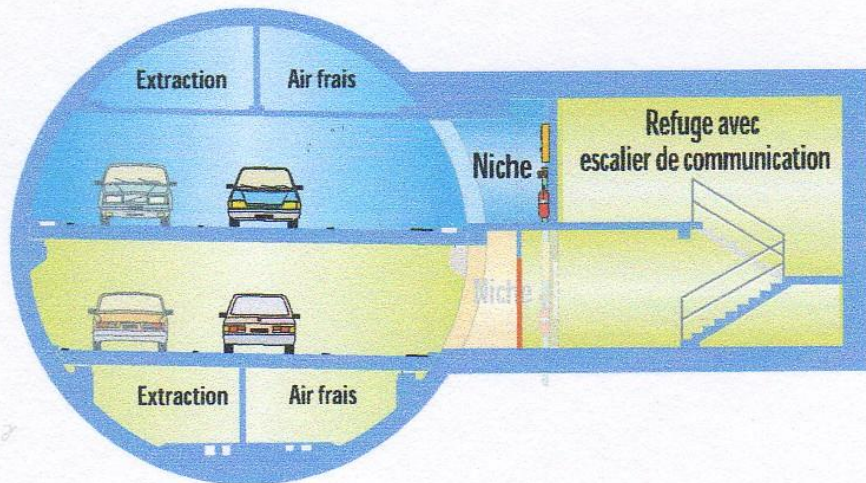 Extraction
Air frais
Niche
Refuge avec
escalier de communication
Niche
Extraction
Air frais